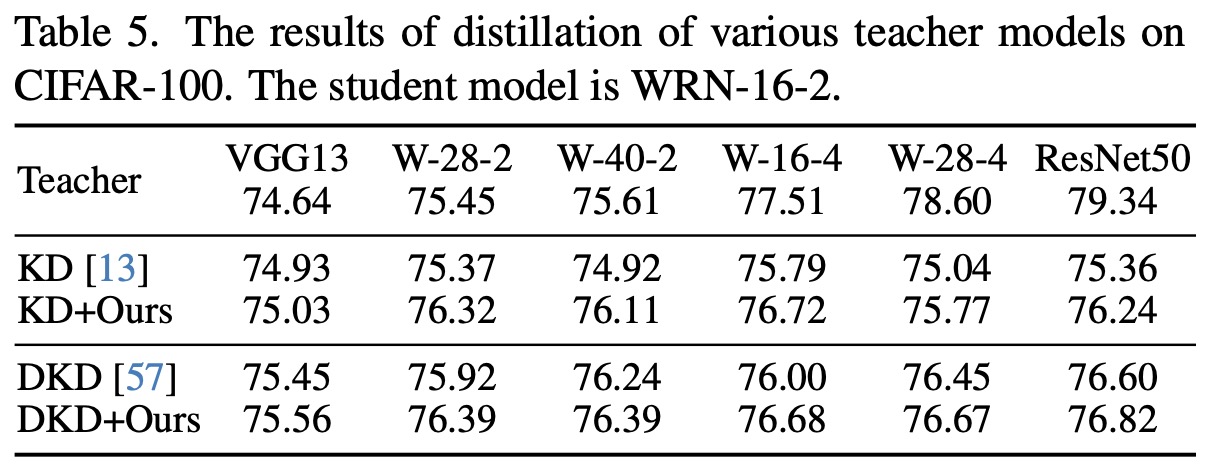 Table 5. The results of distillation of various teacher models on
CIFAR-100. The student model is WRN-16-2.
Teacher VGG13 W-28-2 W-40-2 W-16-4 W-28-4 ResNet50
74.64 75.45 75.61 77.51 78.60 79.34
KD [13] 74.93 75.37 74.92 75.79 75.04 75.36
KD+Ours 75.03 76.32 76.11 76.72 75.77 76.24
DKD [57] 75.45 75.92 76.24 76.00 76.45 76.60
DKD+Ours 75.56 76.39 76.39 76.68 76.67 76.82